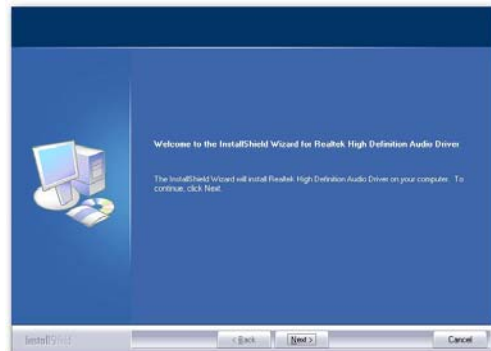 Welcome to the InstallShield Wizard for Realtek High Definition Audio Driver
The InstallShield Wizard will install Realtek High Definition Audio Driver on your computer. To
continue, click Next.
InstallShield
< Back
Next >
Cancel